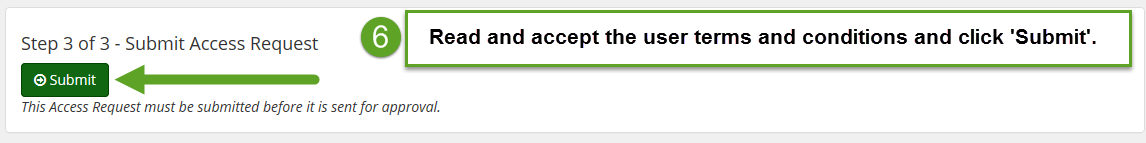 Step 3 of 3 - Submit Access Request
6
Read and accept the user terms and conditions and click 'Submit'.
Submit
This Access Request must be submitted before it is sent for approval.